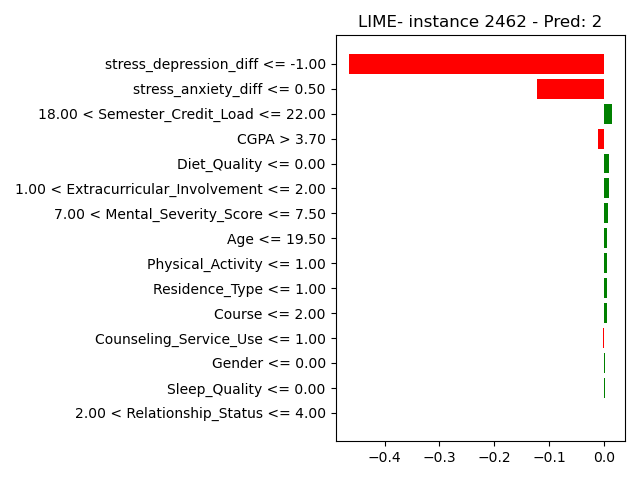 LIME- instance 2462 - Pred: 2
stress_depression_diff <= -1.00
stress_anxiety_diff <= 0.50
18.00 < Semester_Credit_Load <= 22.00
CGPA > 3.70
Diet_Quality <= 0.00
1.00 < Extracurricular_Involvement <= 2.00
7.00 < Mental_Severity_Score <= 7.50
Age <= 19.50
Physical_Activity <= 1.00
Residence_Type <= 1.00
Course <= 2.00
Counseling_Service_Use <= 1.00
Gender <= 0.00
Sleep_Quality <= 0.00
2.00 < Relationship_Status <= 4.00
−0.4 −0.3 −0.2 −0.1 0.0